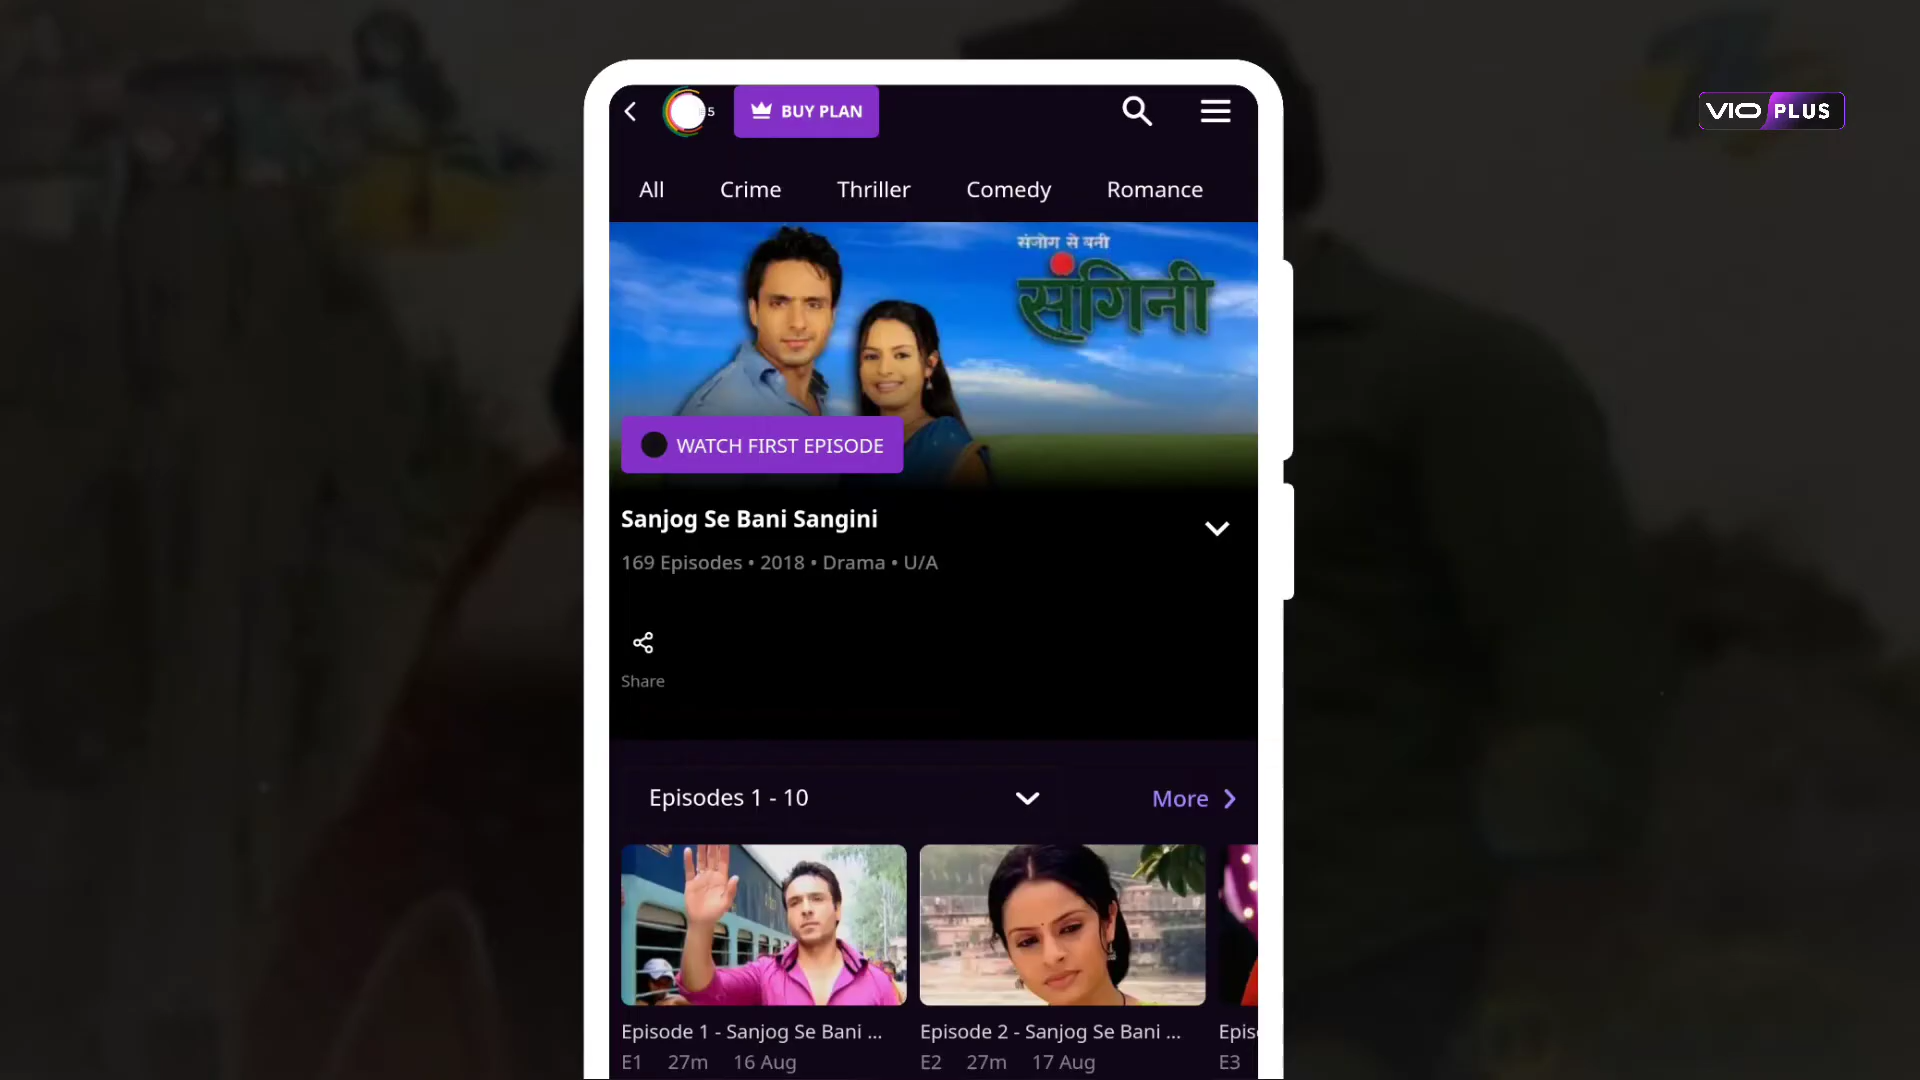 VIO PLUS
5 BUY PLAN
All Crime Thriller Comedy Romance
संजोग से बनी
संगिनी
WATCH FIRST EPISODE
Sanjog Se Bani Sangini
169 Episodes • 2018 • Drama • U/A
Share
Episodes 1 - 10 More
Episode 1 - Sanjog Se Bani ... Episode 2 - Sanjog Se Bani ... Epis
E1 27m 16 Aug E2 27m 17 Aug E3